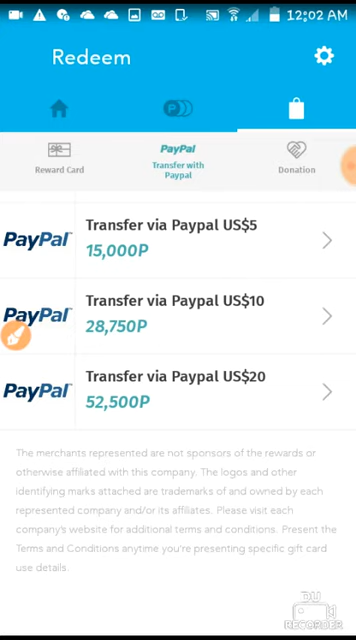 12:02 AM
Redeem
P
PayPal
Reward Card
Transfer with
Paypal
Donation
PayPal
Transfer via Paypal US$5
15,000P
PayPal
Transfer via Paypal US$10
28,750P
PayPal
Transfer via Paypal US$20
52,500P
The merchants represented are not sponsors of the rewards or
otherwise affiliated with this company. The logos and other
identifying marks attached are trademarks of and owned by each
represented company and/or its affiliates. Please visit each
company's website for additional terms and conditions. Present the
Terms and Conditions anytime you're presenting specific gift card
use details.
DU
RECORDER